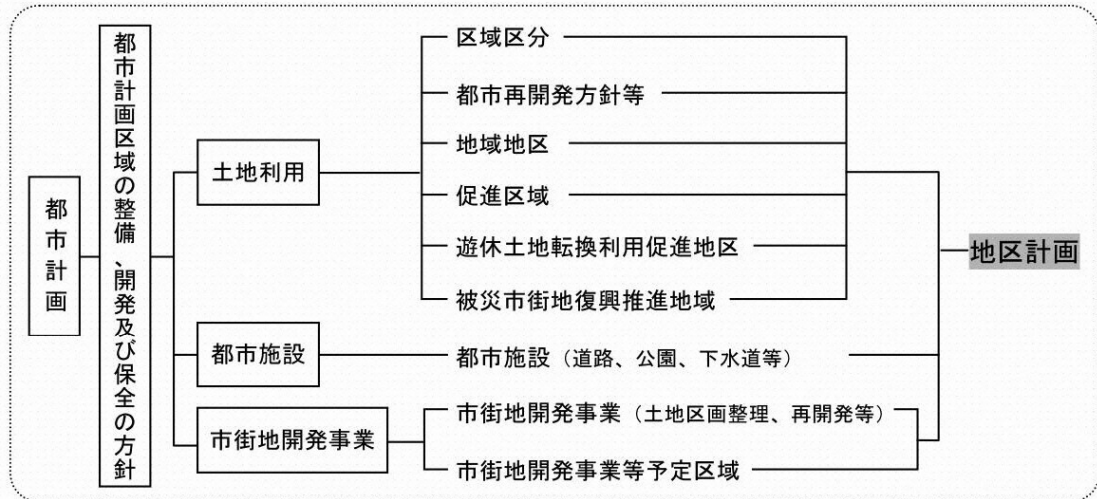 都市計画
都市計画区域の整備、開発及び保全の方針
土地利用
区域区分
都市再開発方針等
地域地区
促進区域
遊休土地転換利用促進地区
被災市街地復興推進地域
都市施設
都市施設（道路、公園、下水道等）
市街地開発事業
市街地開発事業（土地区画整理、再開発等）
市街地開発事業等予定区域
地区計画